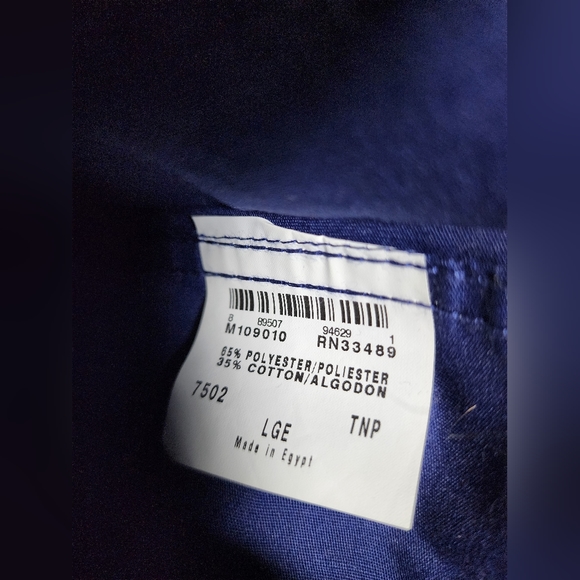 8 89507 94629 1
M109010 RN33489
65% POLYESTER/POLIESTER
35% COTTON/ALGODON
7502
LGE TNP
Made in Egypt